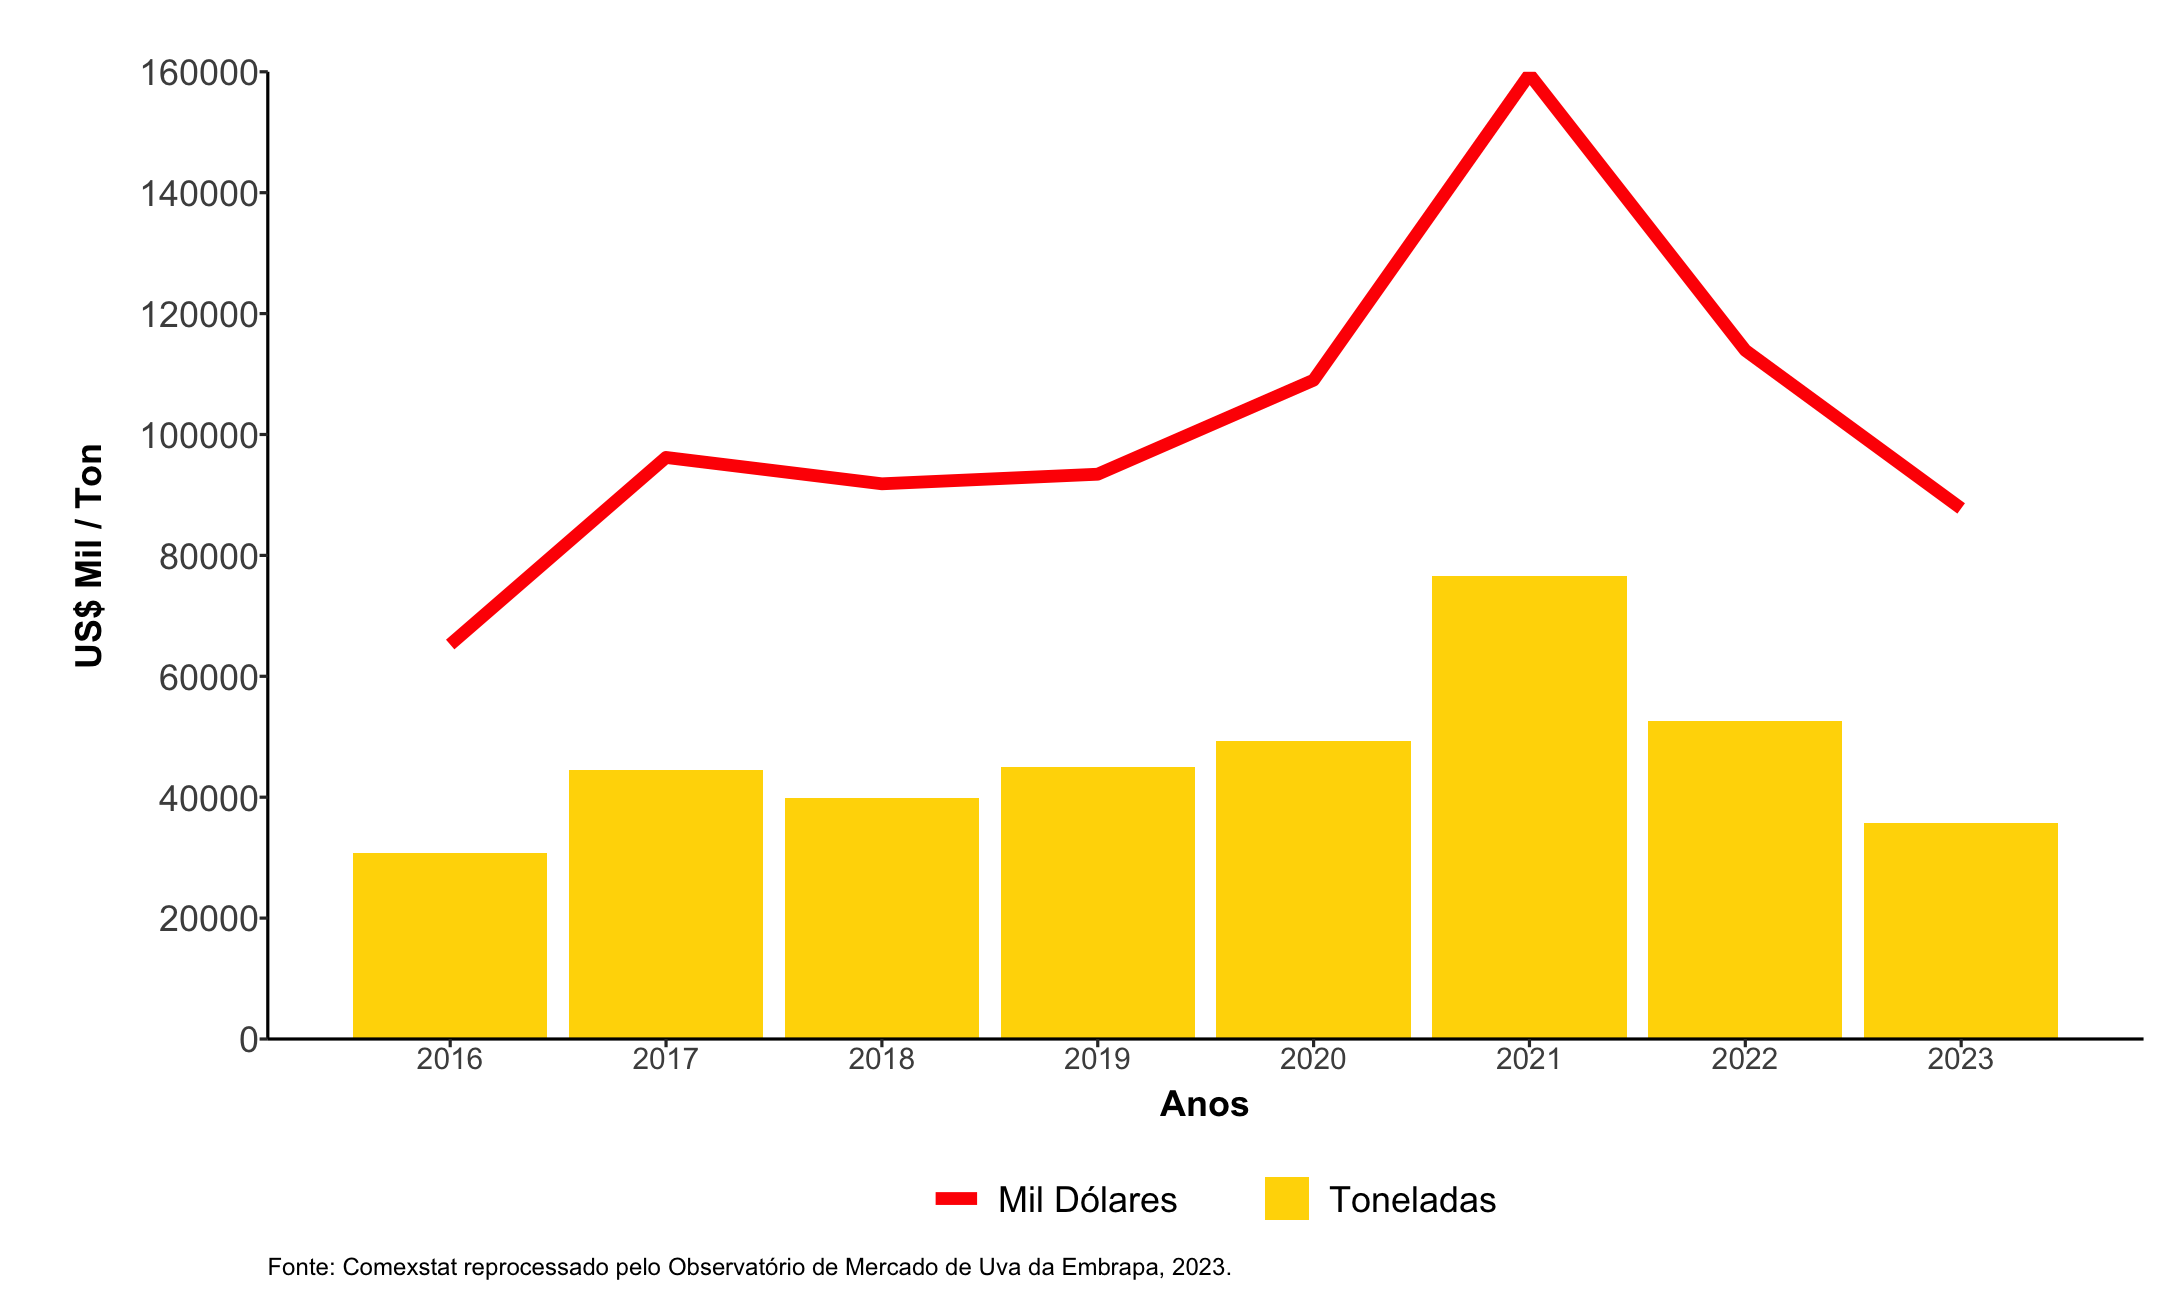 160000
140000
120000
100000
80000
60000
40000
20000
0
US$ Mil / Ton
2016 2017 2018 2019 2020 2021 2022 2023
Anos
Mil Dólares Toneladas
Fonte: Comexstat reprocessado pelo Observatório de Mercado de Uva da Embrapa, 2023.